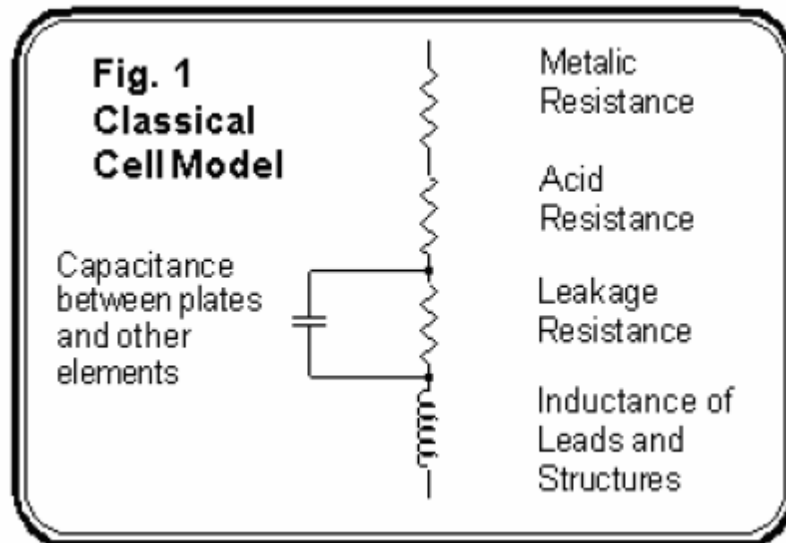 Fig. 1
Classical
Cell Model
Metalic
Resistance
Acid
Resistance
Capacitance
between plates
and other
elements
Leakage
Resistance
Inductance of
Leads and
Structures